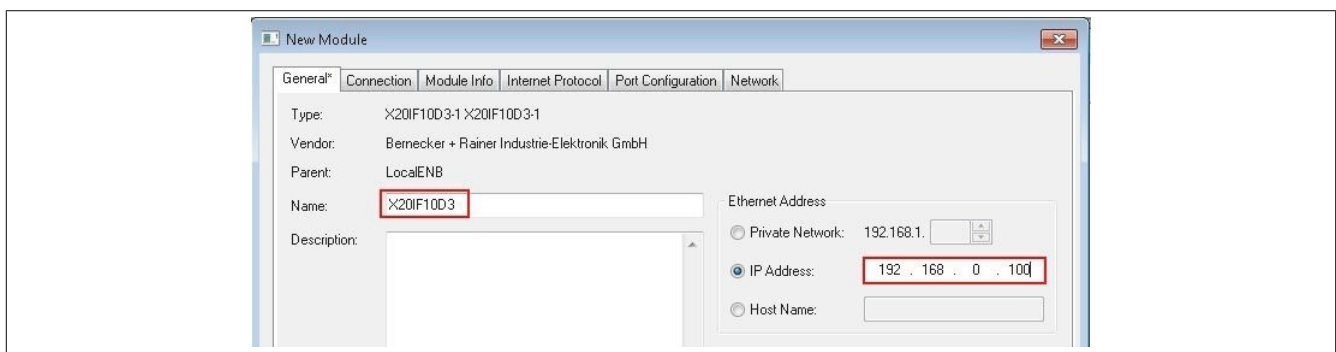 New Module
General* Connection Module Info Internet Protocol Port Configuration Network
Type: X20IF10D3-1 X20IF10D3-1
Vendor: Bernecker + Rainer Industrie-Elektronik GmbH
Parent: LocalENB
Name: X20IF10D3
Description:
Ethernet Address
Private Network: 192.168.1.
IP Address: 192 . 168 . 0 . 100
Host Name: